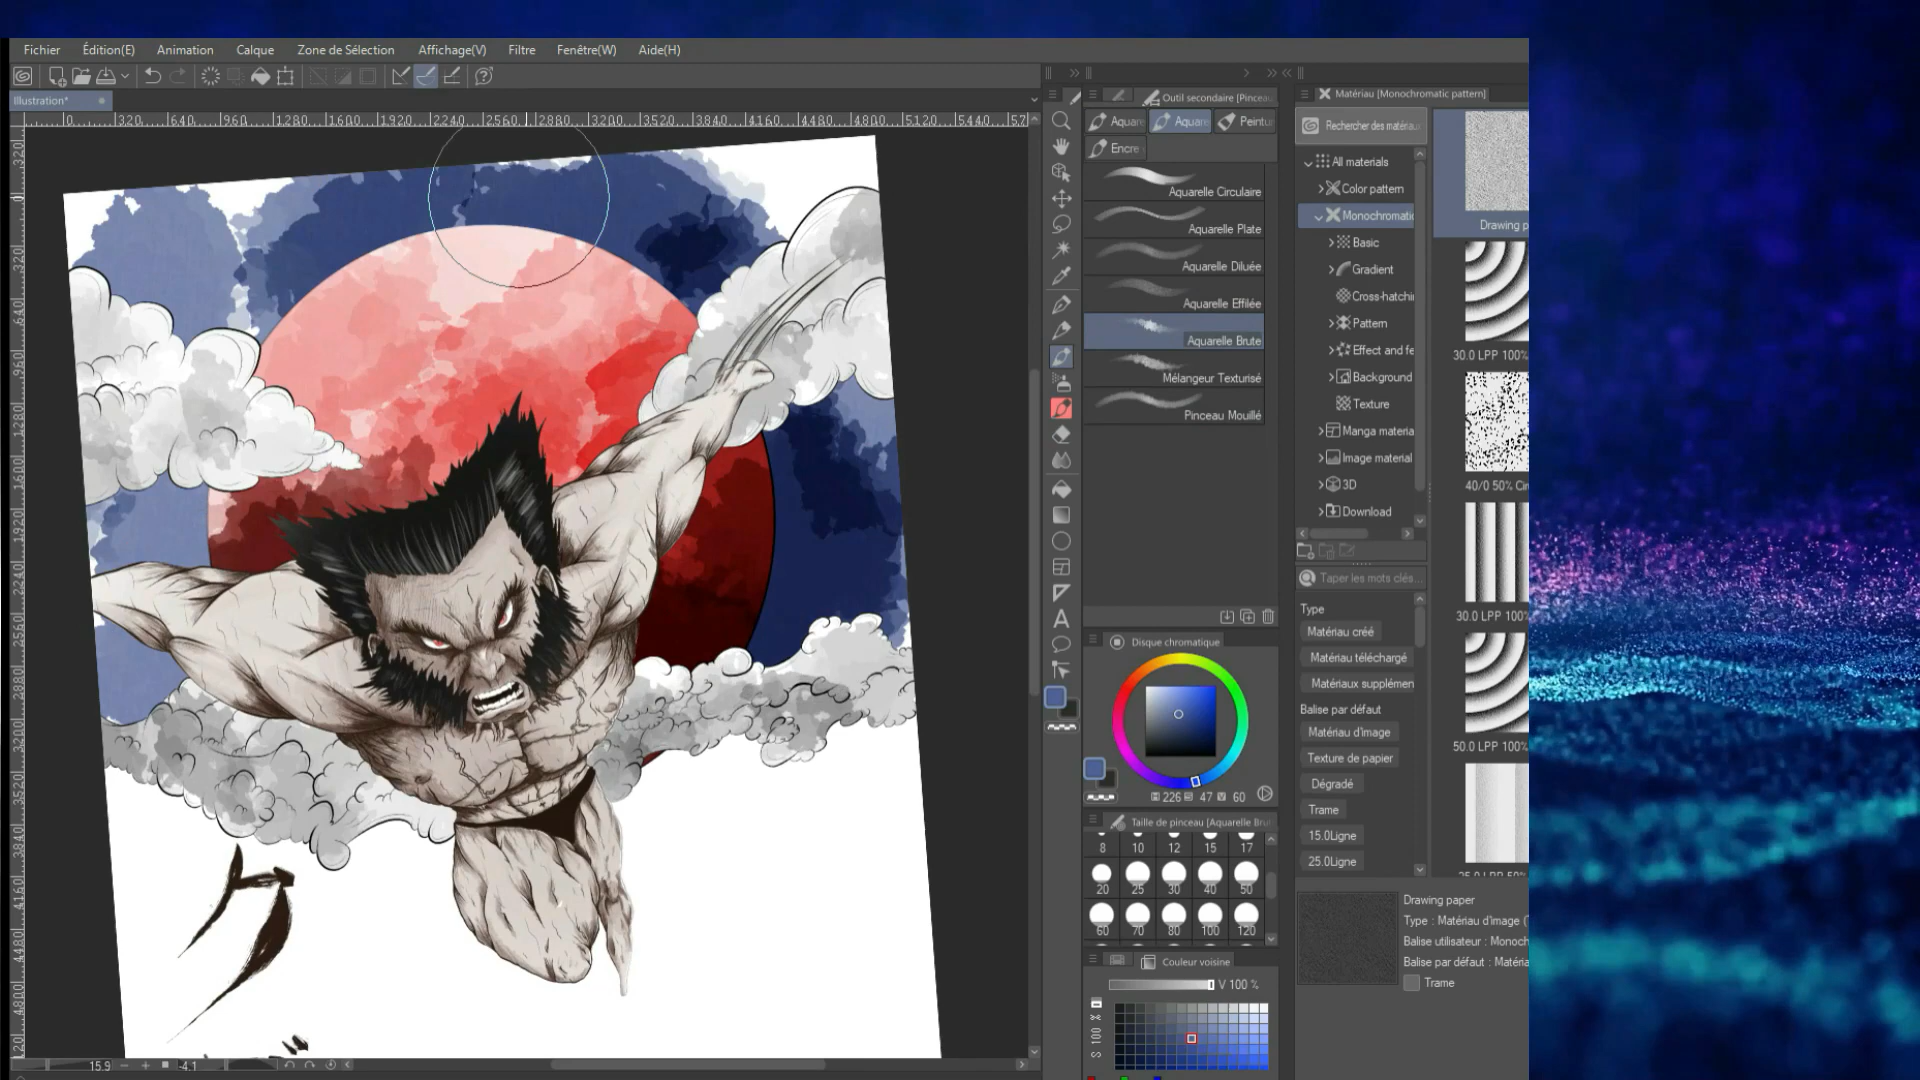 Fichier Édition(E) Animation Calque Zone de Sélection Affichage(V) Filtre Fenêtre(W) Aide(H)
Illustration*
Outil secondaire [Pinceau
Aquare Aquare Peintur
Encre
Aquarelle Circulaire
Aquarelle Plate
Aquarelle Diluée
Aquarelle Effilée
Aquarelle Brute
Mélangeur Texturisé
Pinceau Mouillé
Disque chromatique
226 47 V 60
Taille de pinceau [Aquarelle Bru
8 10 12 15 17
20 25 30 40 50
60 70 80 100 120
Couleur voisine
V 100 %
S 100 %
Matériau [Monochromatic pattern]
Rechercher des matériau
All materials
Color pattern
Monochromatic
Basic
Gradient
Cross-hatchin
Pattern
Effect and fe
Background
Texture
Manga materia
Image material
3D
Download
Taper les mots clés...
Type
Matériau créé
Matériau téléchargé
Matériaux supplémen
Balise par défaut
Matériau d'image
Texture de papier
Dégradé
Trame
15.0Ligne
25.0Ligne
Drawing p
30.0 LPP 100%
40/0 50% Cir
30.0 LPP 100%
50.0 LPP 100%
Drawing paper
Type : Matériau d'image (
Balise utilisateur : Monoch
Balise par défaut : Matéria
Trame
15.9
-4.1